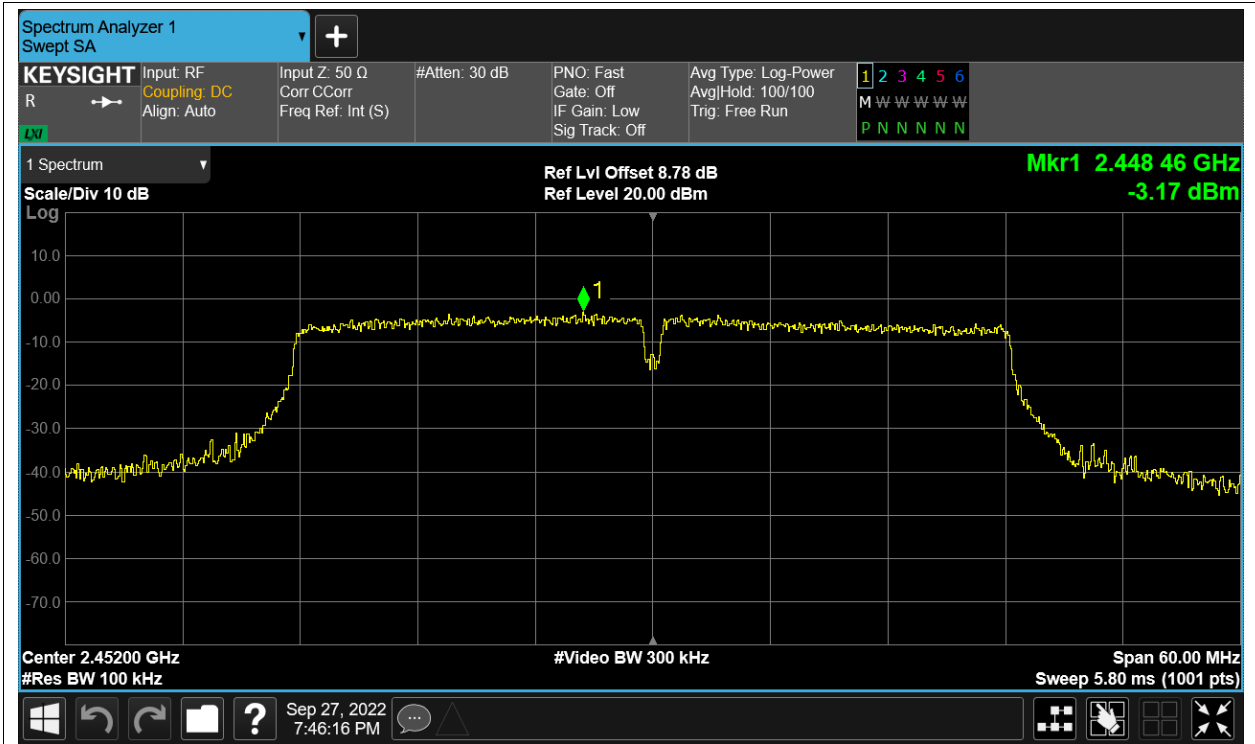 Spectrum Analyzer 1
Swept SA
KEYSIGHT
R
LXI
Input: RF
Coupling: DC
Align: Auto
Input Z: 50 Ω
Corr CCorr
Freq Ref: Int (S)
#Atten: 30 dB
PNO: Fast
Gate: Off
IF Gain: Low
Sig Track: Off
Avg Type: Log-Power
Avg|Hold: 100/100
Trig: Free Run
1 2 3 4 5 6
M W W W W W
P N N N N N
1 Spectrum
Scale/Div 10 dB
Log
Ref Lvl Offset 8.78 dB
Ref Level 20.00 dBm
Mkr1 2.448 46 GHz
-3.17 dBm
10.0
0.00
-10.0
-20.0
-30.0
-40.0
-50.0
-60.0
-70.0
1
Center 2.45200 GHz
#Res BW 100 kHz
#Video BW 300 kHz
Span 60.00 MHz
Sweep 5.80 ms (1001 pts)
?
Sep 27, 2022
7:46:16 PM